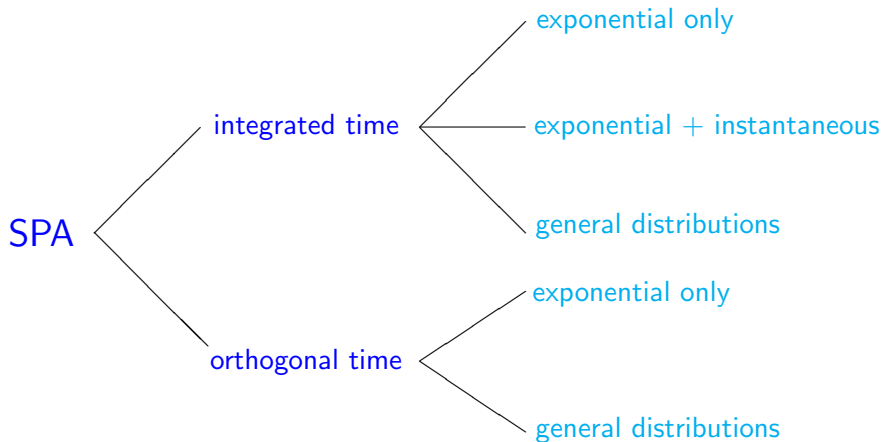 exponential only
integrated time
exponential + instantaneous
SPA
general distributions
exponential only
orthogonal time
general distributions